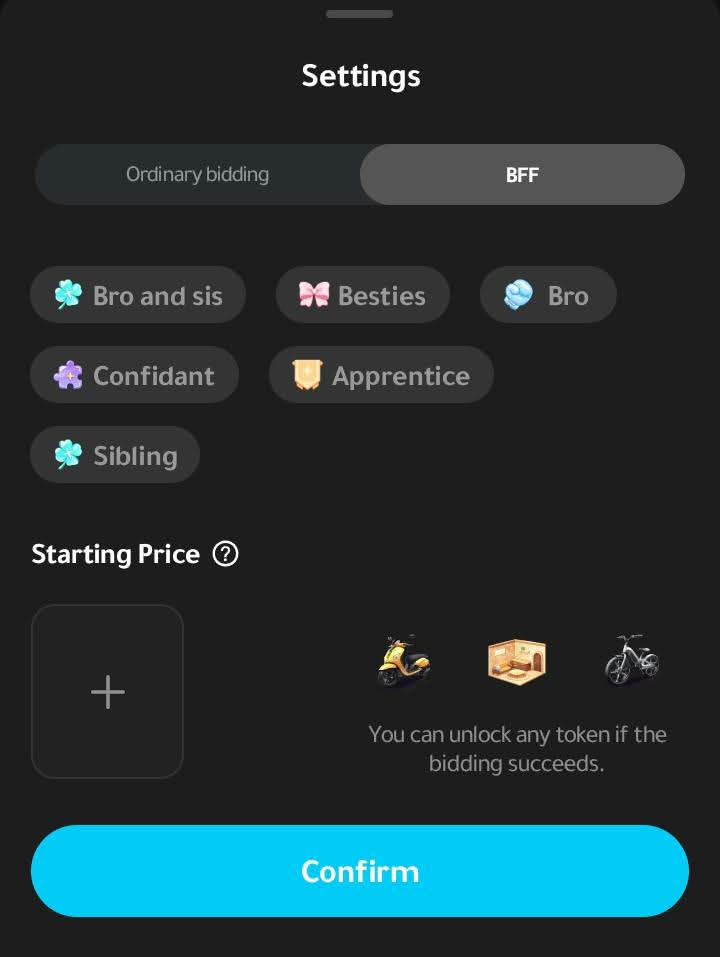 Settings
Ordinary bidding
BFF
Bro and sis
Besties
Bro
Confidant
Apprentice
Sibling
Starting Price ?
You can unlock any token if the
bidding succeeds.
Confirm